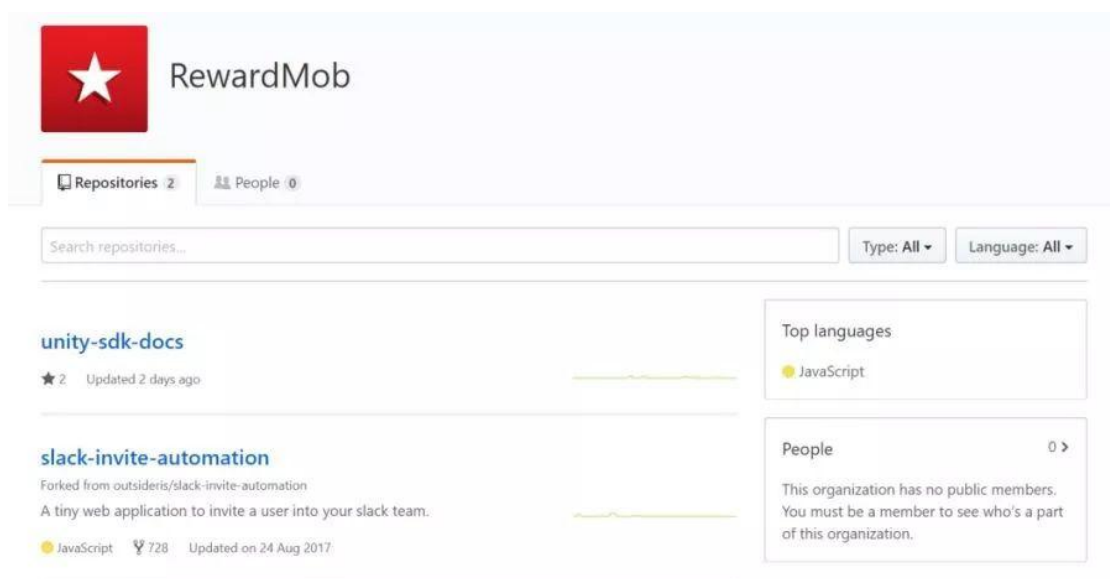 RewardMob
Repositories 2
People 0
Search repositories...
Type: All
Language: All
unity-sdk-docs
2 Updated 2 days ago
Top languages
JavaScript
slack-invite-automation
Forked from outsideris/slack-invite-automation
A tiny web application to invite a user into your slack team.
JavaScript 728 Updated on 24 Aug 2017
People 0
This organization has no public members.
You must be a member to see who's a part
of this organization.